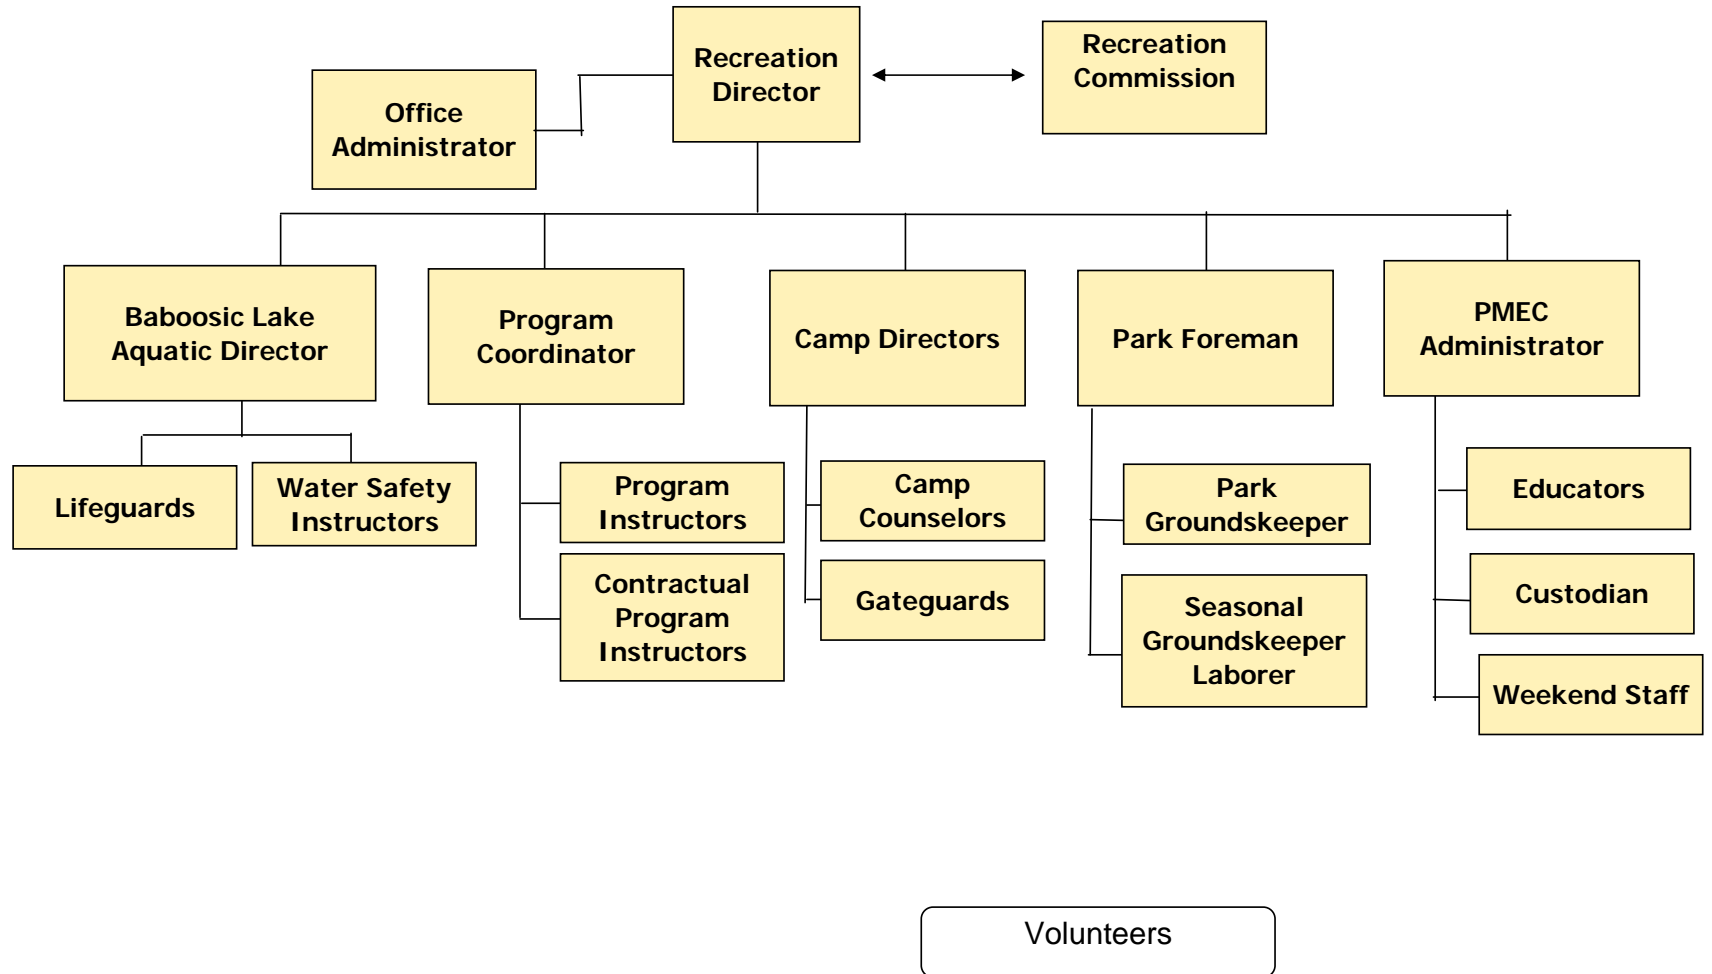 Recreation
Director
Recreation
Commission
Office
Administrator
Baboosic Lake
Aquatic Director
Program
Coordinator
Camp Directors
Park Foreman
PMEC
Administrator
Lifeguards
Water Safety
Instructors
Program
Instructors
Contractual
Program
Instructors
Camp
Counselors
Gateguards
Park
Groundskeeper
Seasonal
Groundskeeper
Laborer
Educators
Custodian
Weekend Staff
Volunteers